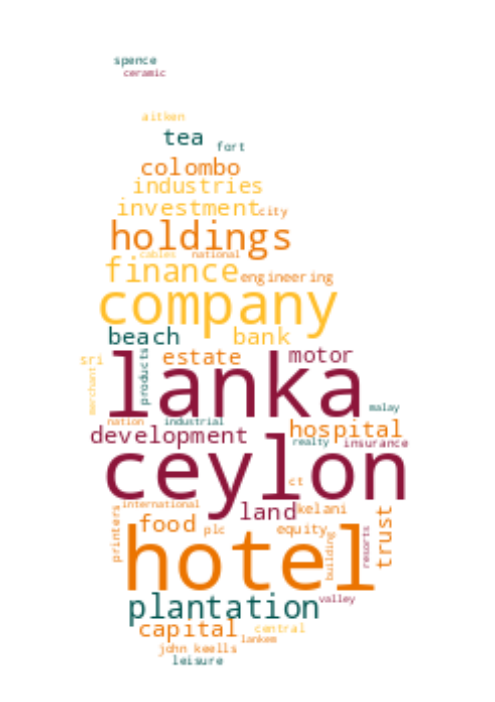 spence
ceramic
aitken
tea
fort
colombo
industries
investment
city
holdings
cables
national
finance
engineering
company
beach
bank
sri
products
estate
motor
merchant
lanka
malay
nation
industrial
hospital
development
realty
insurance
ceylon
ct
international
land
kelani
printers
food
plc
equity
trust
building
resorts
hotel
plantation
valley
capital
central
lankem
john keells
leisure